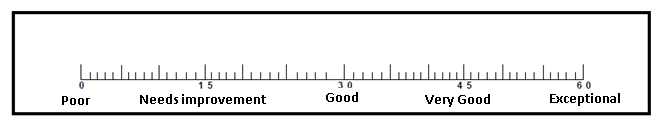 0 15 30 45 60
Poor Needs improvement Good Very Good Exceptional